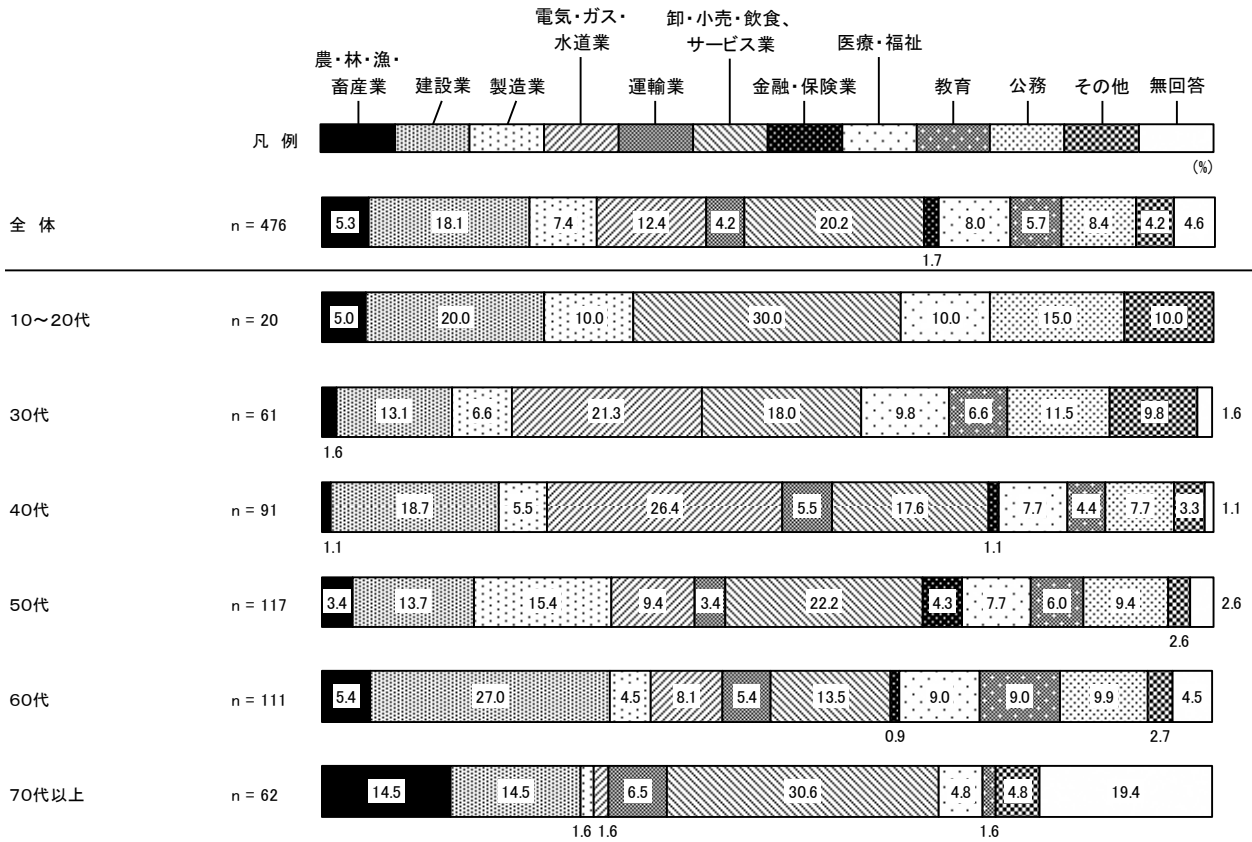 農・林・漁・
畜産業
建設業
製造業
電気・ガス・
水道業
運輸業
卸・小売・飲食、
サービス業
金融・保険業
医療・福祉
教育
公務
その他
無回答
凡 例
(%)
全 体 n = 476 5.3 18.1 7.4 12.4 4.2 20.2 8.0 5.7 8.4 4.2 4.6
1.7
10～20代 n = 20 5.0 20.0 10.0 30.0 10.0 15.0 10.0
30代 n = 61 13.1 6.6 21.3 18.0 9.8 6.6 11.5 9.8 1.6
1.6
40代 n = 91 18.7 5.5 26.4 5.5 17.6 7.7 4.4 7.7 3.3 1.1
1.1 1.1
50代 n = 117 3.4 13.7 15.4 9.4 3.4 22.2 4.3 7.7 6.0 9.4 2.6
2.6
60代 n = 111 5.4 27.0 4.5 8.1 5.4 13.5 9.0 9.0 9.9 4.5
0.9 2.7
70代以上 n = 62 14.5 14.5 6.5 30.6 4.8 4.8 19.4
1.6 1.6 1.6